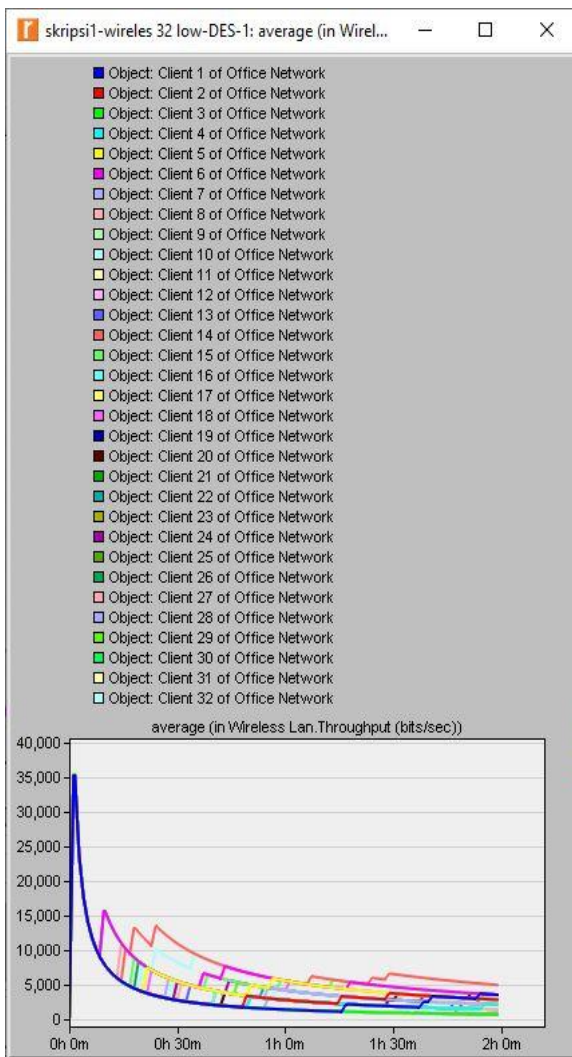 skripsi1-wireles 32 low-DES-1: average (in Wirel...
Object: Client 1 of Office Network
Object: Client 2 of Office Network
Object: Client 3 of Office Network
Object: Client 4 of Office Network
Object: Client 5 of Office Network
Object: Client 6 of Office Network
Object: Client 7 of Office Network
Object: Client 8 of Office Network
Object: Client 9 of Office Network
Object: Client 10 of Office Network
Object: Client 11 of Office Network
Object: Client 12 of Office Network
Object: Client 13 of Office Network
Object: Client 14 of Office Network
Object: Client 15 of Office Network
Object: Client 16 of Office Network
Object: Client 17 of Office Network
Object: Client 18 of Office Network
Object: Client 19 of Office Network
Object: Client 20 of Office Network
Object: Client 21 of Office Network
Object: Client 22 of Office Network
Object: Client 23 of Office Network
Object: Client 24 of Office Network
Object: Client 25 of Office Network
Object: Client 26 of Office Network
Object: Client 27 of Office Network
Object: Client 28 of Office Network
Object: Client 29 of Office Network
Object: Client 30 of Office Network
Object: Client 31 of Office Network
Object: Client 32 of Office Network
average (in Wireless Lan.Throughput (bits/sec))
40,000
35,000
30,000
25,000
20,000
15,000
10,000
5,000
0
0h 0m 0h 30m 1h 0m 1h 30m 2h 0m